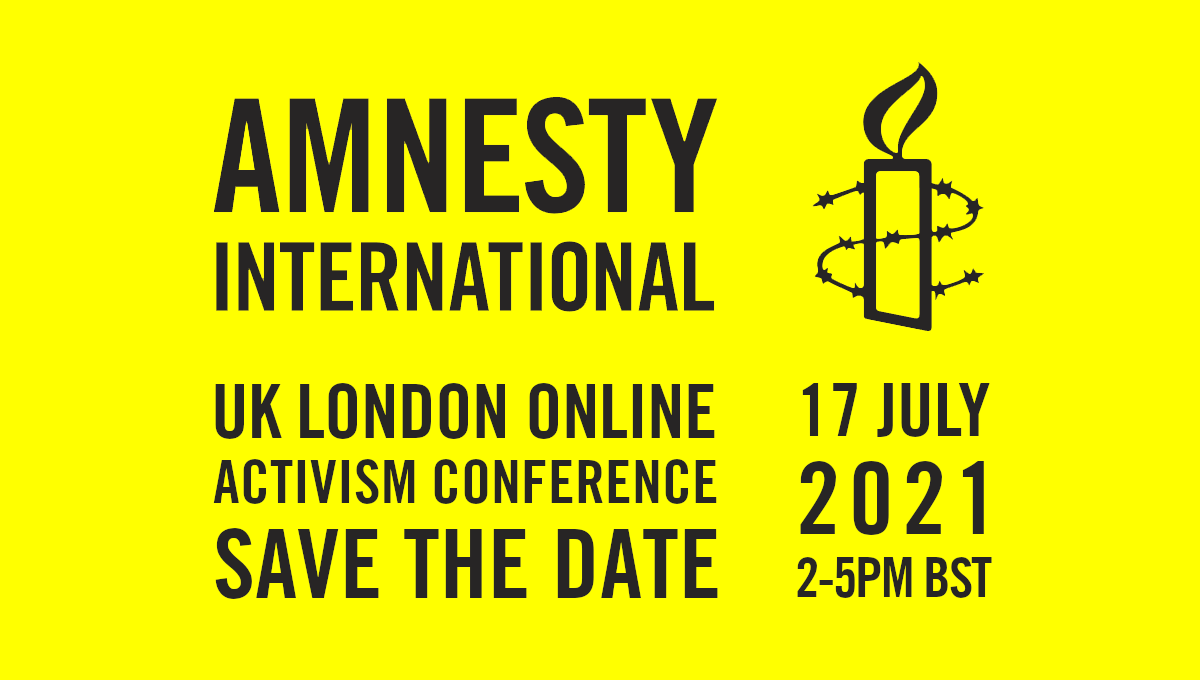 AMNESTY
INTERNATIONAL
UK LONDON ONLINE
ACTIVISM CONFERENCE
SAVE THE DATE
17 JULY
2021
2-5PM BST